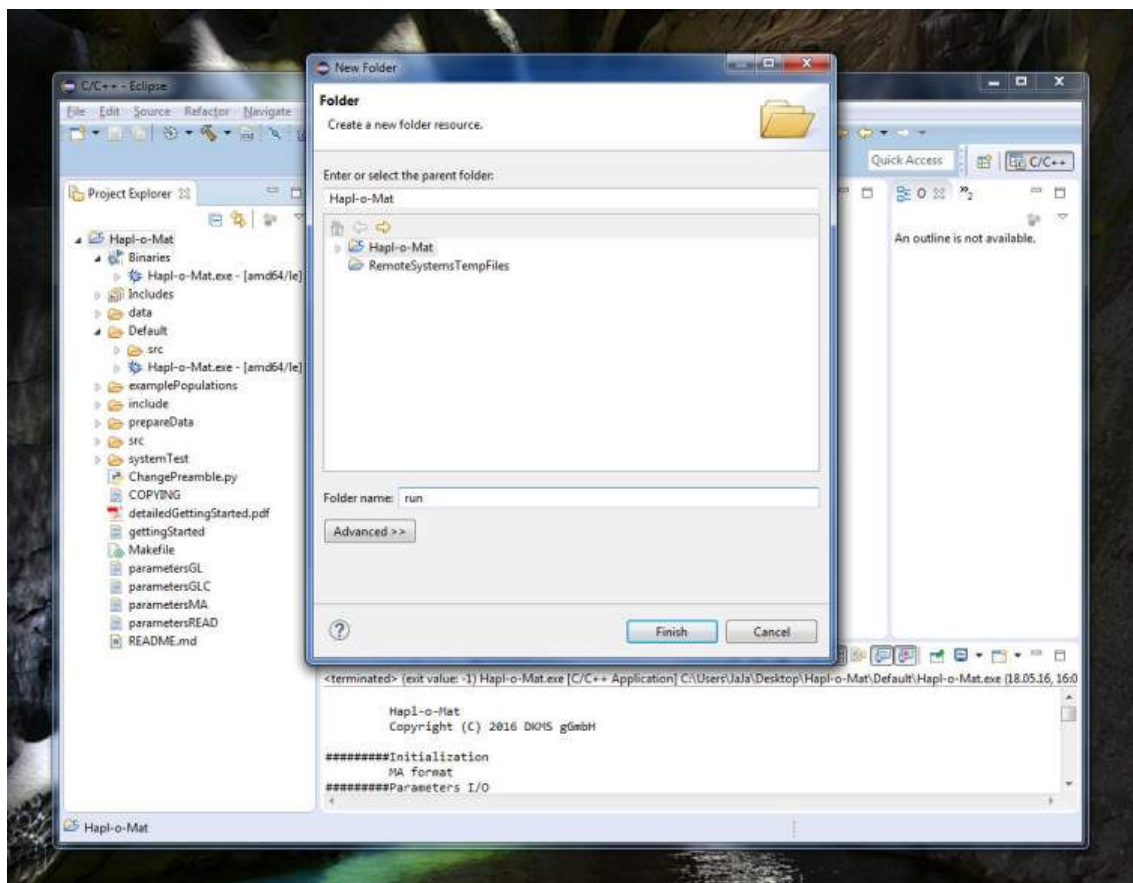 New Folder
C/C++ - Eclipse
Folder
Create a new folder resource.
File Edit Source Refactor Navigate
Quick Access
C/C++
Enter or select the parent folder:
Hapl-o-Mat
Hapl-o-Mat
RemoteSystemsTempFiles
Project Explorer
Hapl-o-Mat
Binaries
Hapl-o-Mat.exe - [amd64/le]
Includes
data
Default
src
Hapl-o-Mat.exe - [amd64/le]
examplePopulations
include
prepareData
src
systemTest
ChangePreamble.py
COPYING
detailedGettingStarted.pdf
gettingStarted
Makefile
parametersGL
parametersGLC
parametersMA
parametersREAD
README.md
O
»2
An outline is not available.
Folder name: run
Advanced >>
?
Finish Cancel
<terminated> (exit value: -1) Hapl-o-Mat.exe [C/C++ Application] C:\Users\JaJa\Desktop\Hapl-o-Mat\Default\Hapl-o-Mat.exe (18.05.16, 16:0
Hapl-o-Mat
Copyright (C) 2016 DKMS gGmbH
#########Initialization
MA format
#########Parameters I/O
Hapl-o-Mat